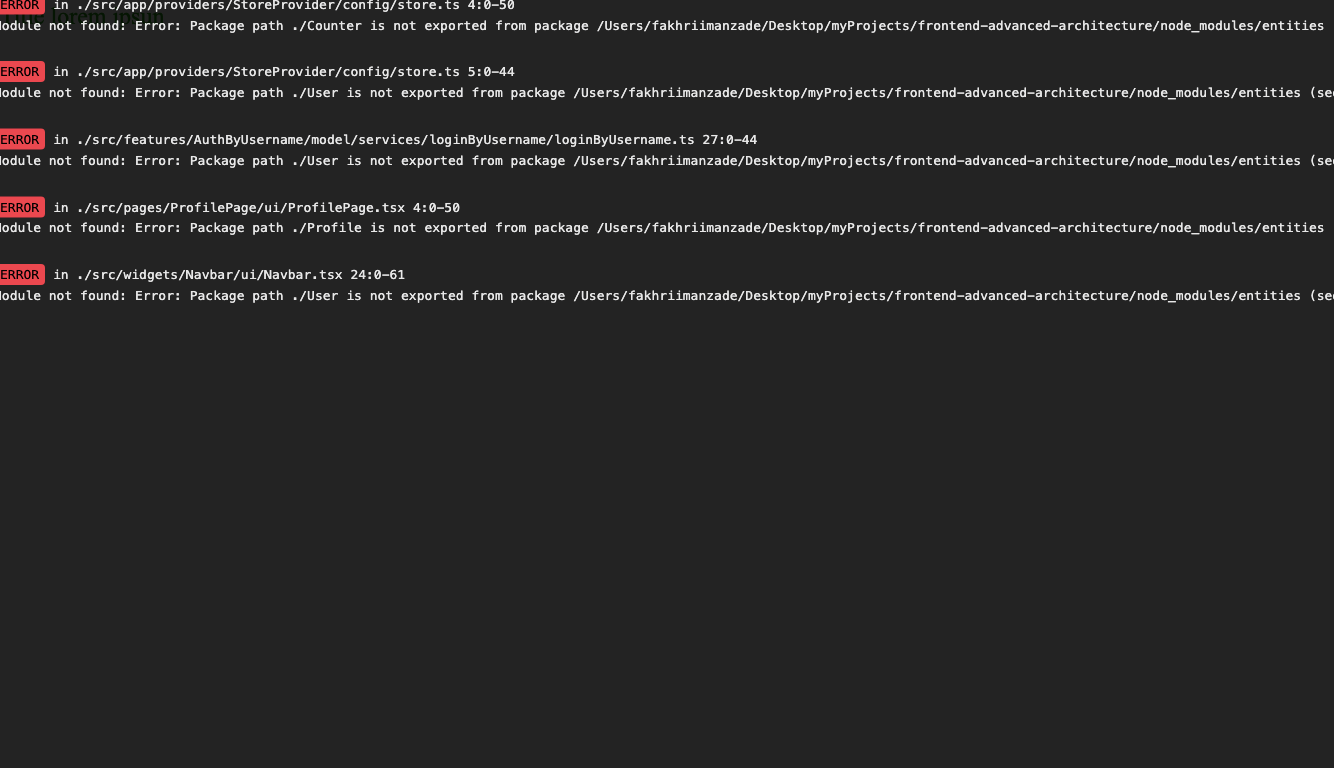 ERROR in ./src/app/providers/StoreProvider/config/store.ts 4:0-50
lorem ipsum
odule not found: Error: Package path ./Counter is not exported from package /Users/fakhriimanzade/Desktop/myProjects/frontend-advanced-architecture/node_modules/entities
ERROR in ./src/app/providers/StoreProvider/config/store.ts 5:0-44
odule not found: Error: Package path ./User is not exported from package /Users/fakhriimanzade/Desktop/myProjects/frontend-advanced-architecture/node_modules/entities (se
ERROR in ./src/features/AuthByUsername/model/services/loginByUsername/loginByUsername.ts 27:0-44
odule not found: Error: Package path ./User is not exported from package /Users/fakhriimanzade/Desktop/myProjects/frontend-advanced-architecture/node_modules/entities (se
ERROR in ./src/pages/ProfilePage/ui/ProfilePage.tsx 4:0-50
odule not found: Error: Package path ./Profile is not exported from package /Users/fakhriimanzade/Desktop/myProjects/frontend-advanced-architecture/node_modules/entities
ERROR in ./src/widgets/Navbar/ui/Navbar.tsx 24:0-61
odule not found: Error: Package path ./User is not exported from package /Users/fakhriimanzade/Desktop/myProjects/frontend-advanced-architecture/node_modules/entities (se